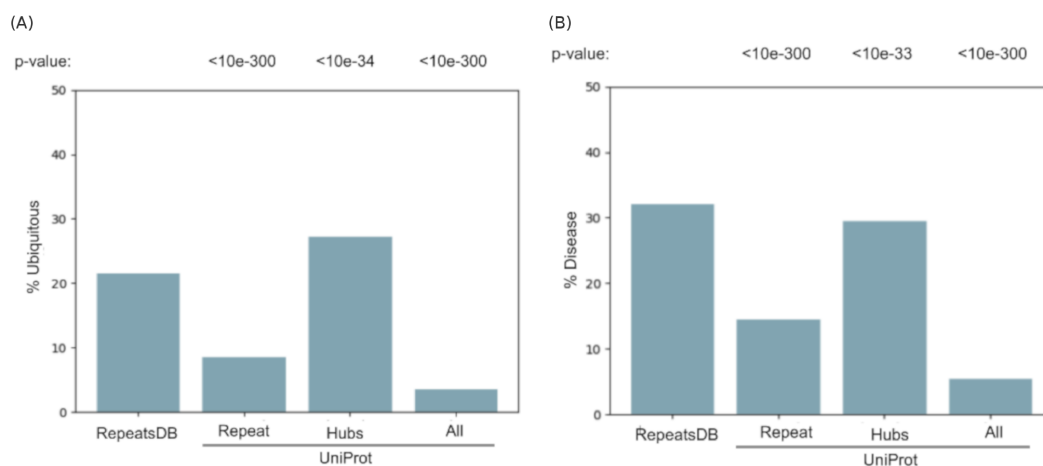 (A)
p-value: <10e-300 <10e-34 <10e-300
50
40
30
20
10
0
% Ubiquitous
RepeatsDB Repeat Hubs All
UniProt
(B)
p-value: <10e-300 <10e-33 <10e-300
50
40
30
20
10
0
% Disease
RepeatsDB Repeat Hubs All
UniProt